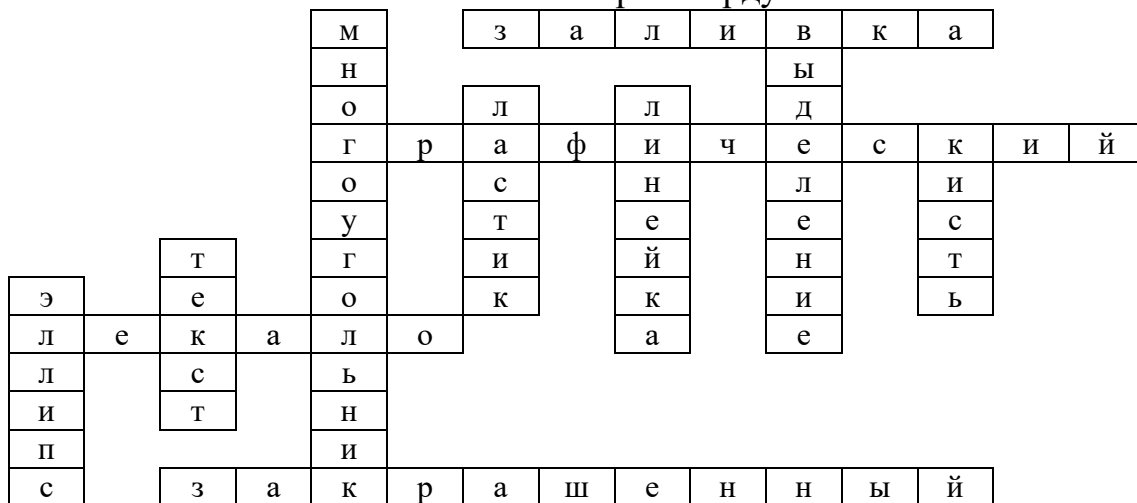 м з а л и в к а
н ы
о л л д
г р а ф и ч е с к и й
о с н л и
у т е е с
т г и й н т
э е о к к и ь
л е к а л о а е
л с ь
и т н
п и
с з а к р а ш е н н ы й